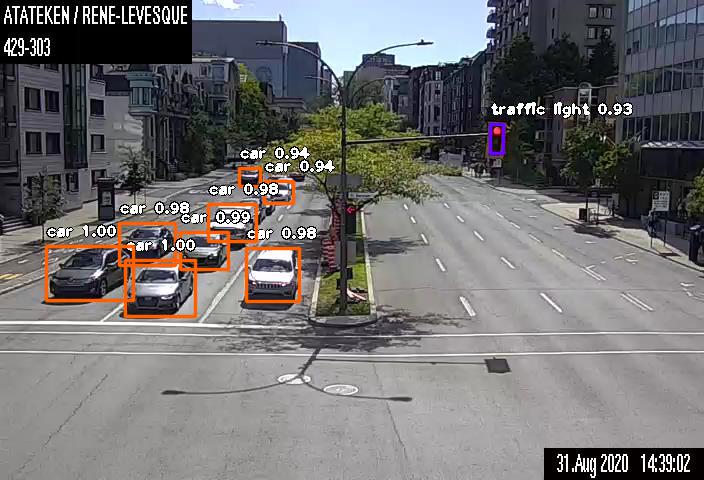 ATATEKEN / RENE-LEVESQUE
429-303
traffic light 0.93
car 0.94
car 0.94
car 0.98
car 0.98
car 0.99
car 1.00
car 1.00
car 0.98
31.Aug 2020 14:39:02